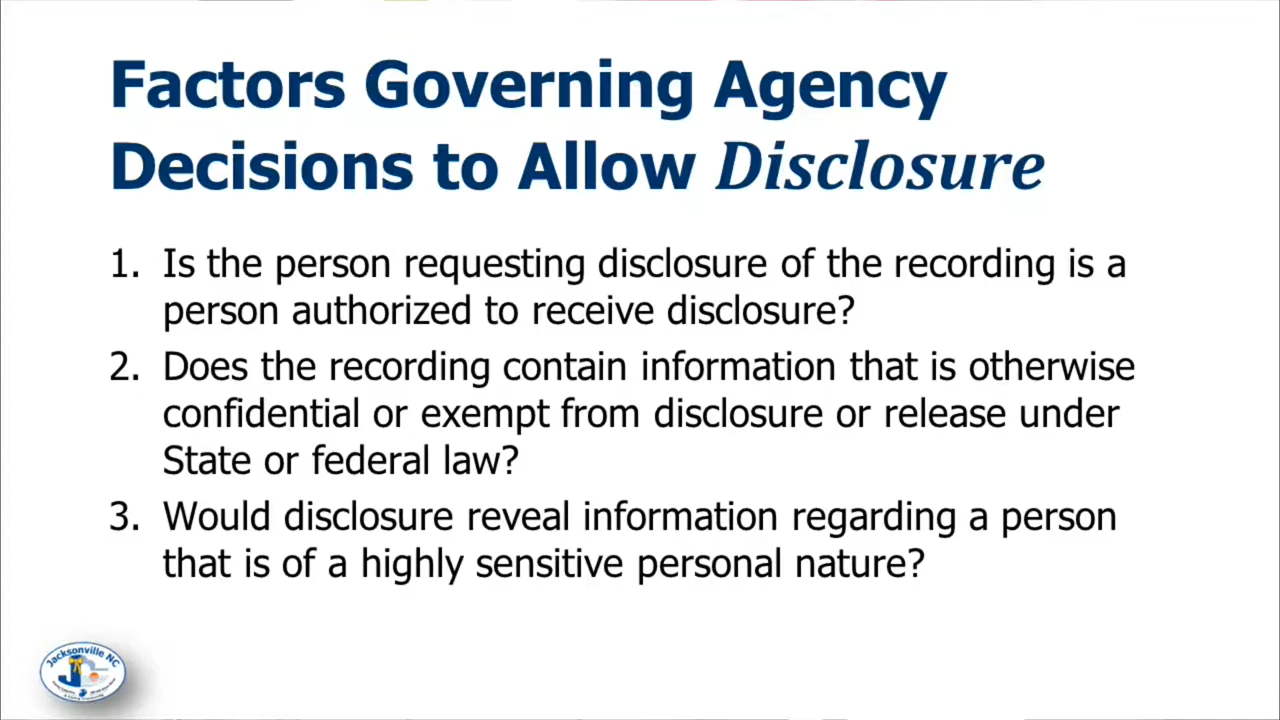 Factors Governing Agency
Decisions to Allow Disclosure
1. Is the person requesting disclosure of the recording is a
person authorized to receive disclosure?
2. Does the recording contain information that is otherwise
confidential or exempt from disclosure or release under
State or federal law?
3. Would disclosure reveal information regarding a person
that is of a highly sensitive personal nature?
Jacksonville NC